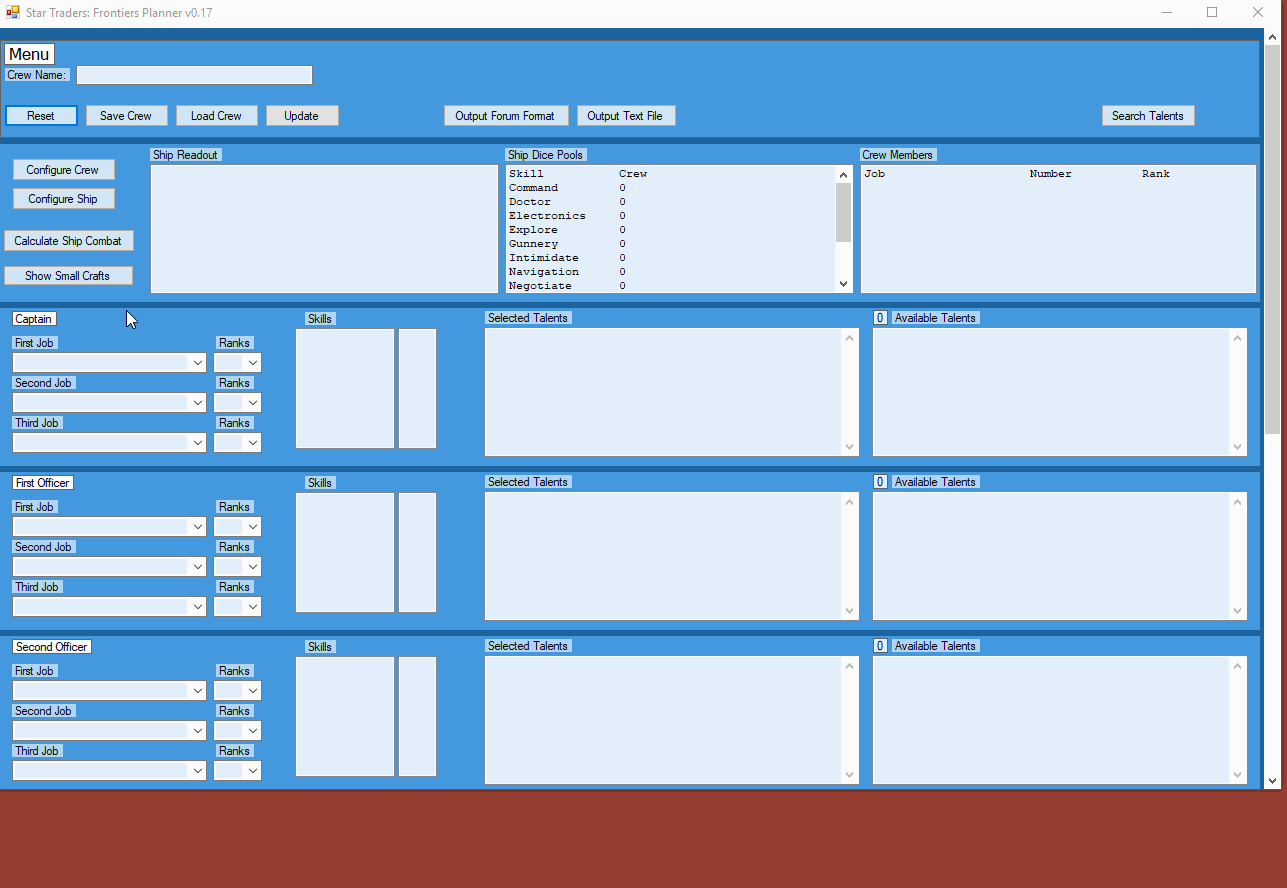 Star Traders: Frontiers Planner v0.17
Menu
Crew Name:
Reset Save Crew Load Crew Update Output Forum Format Output Text File Search Talents
Configure Crew
Configure Ship
Calculate Ship Combat
Show Small Crafts
Ship Readout
Ship Dice Pools
Skill Crew
Command 0
Doctor 0
Electronics 0
Explore 0
Gunnery 0
Intimidate 0
Navigation 0
Negotiate 0
Crew Members
Job Number Rank
Captain
First Job Ranks
Second Job Ranks
Third Job Ranks
Skills
Selected Talents
0 Available Talents
First Officer
First Job Ranks
Second Job Ranks
Third Job Ranks
Skills
Selected Talents
0 Available Talents
Second Officer
First Job Ranks
Second Job Ranks
Third Job Ranks
Skills
Selected Talents
0 Available Talents